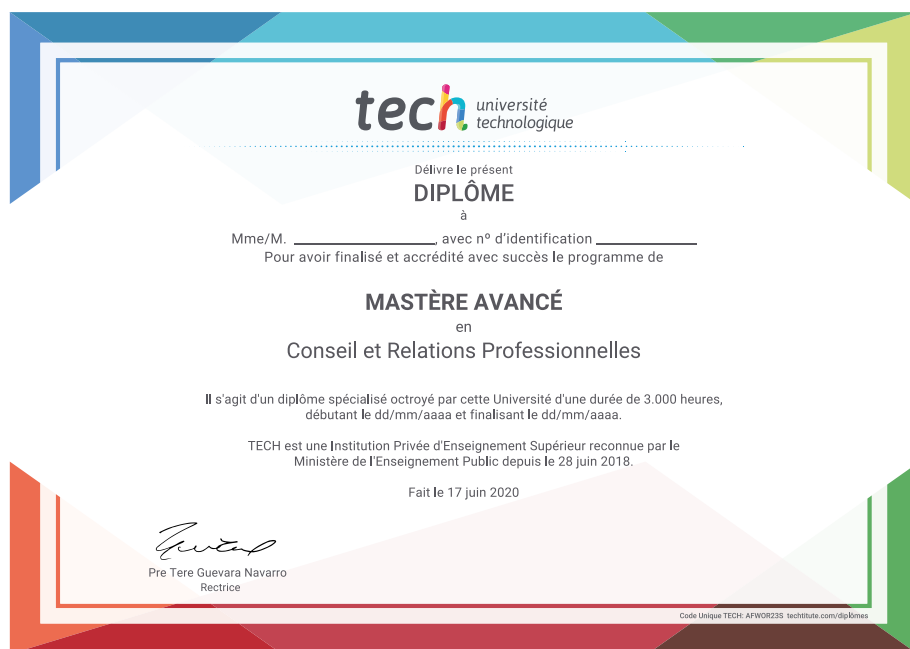 tech université
technologique
Délivre le présent
DIPLÔME
à
Mme/M. ______________, avec nº d'identification ______________
Pour avoir finalisé et accrédité avec succès le programme de
MASTÈRE AVANCÉ
en
Conseil et Relations Professionnelles
Il s'agit d'un diplôme spécialisé octroyé par cette Université d'une durée de 3.000 heures,
débutant le dd/mm/aaaa et finalisant le dd/mm/aaaa.
TECH est une Institution Privée d'Enseignement Supérieur reconnue par le
Ministère de l'Enseignement Public depuis le 28 juin 2018.
Fait le 17 juin 2020
Pre Tere Guevara Navarro
Rectrice
Code Unique TECH: AFWOR23S techtitute.com/diplômes